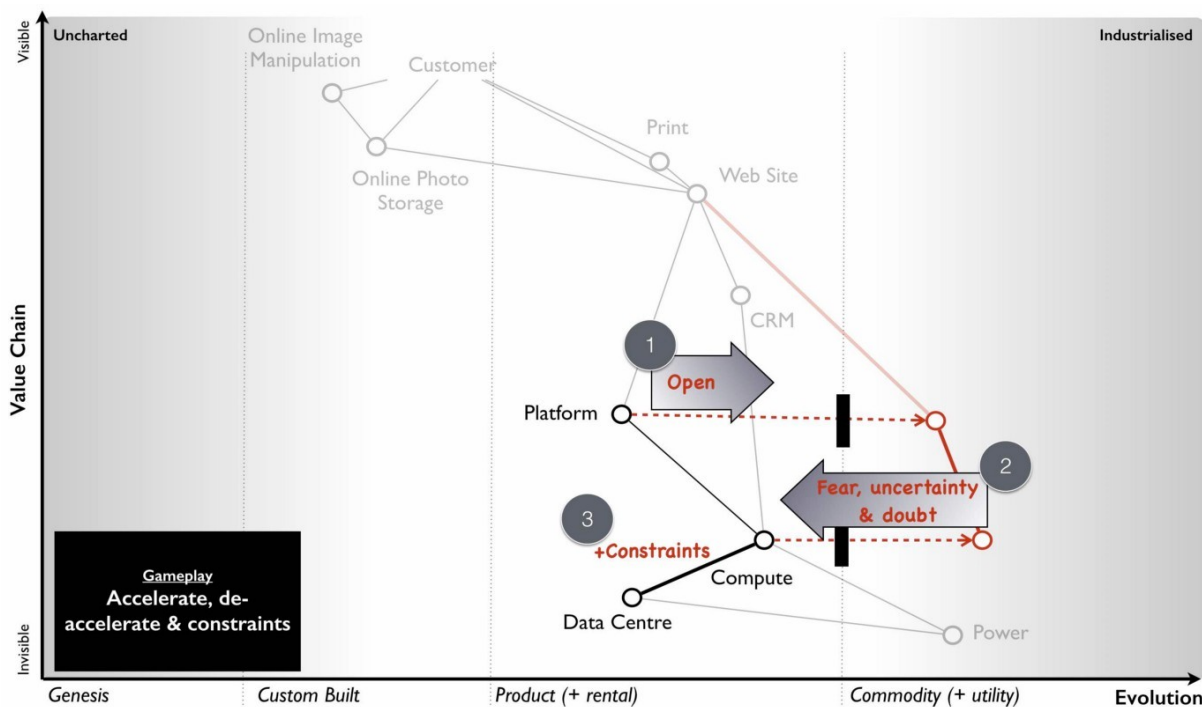 Visible
Uncharted
Industrialised
Online Image
Manipulation
Customer
Print
Online Photo
Storage
Web Site
CRM
Value Chain
1
Open
Platform
2
Fear, uncertainty
& doubt
3
+Constraints
Compute
Data Centre
Power
Gameplay
Accelerate, de-
accelerate & constraints
Invisible
Genesis
Custom Built
Product (+ rental)
Commodity (+ utility)
Evolution